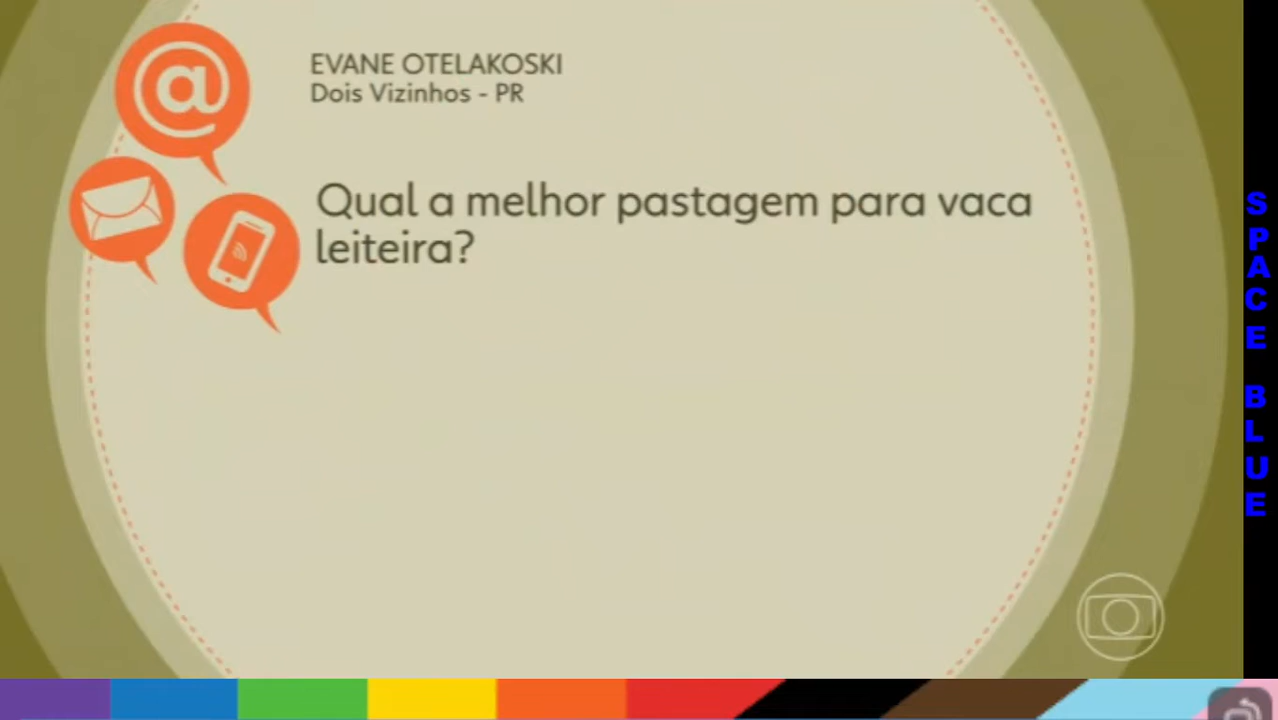 EVANE OTELAKOSKI
Dois Vizinhos - PR
Qual a melhor pastagem para vaca
leiteira?
SPACE BLUE